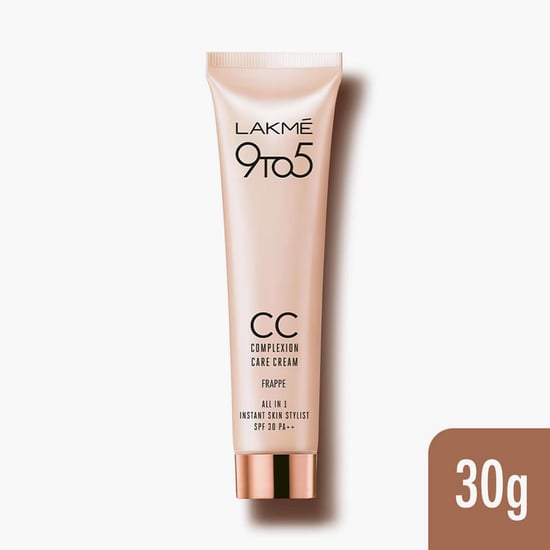 LAKMÉ
9TO5
CC
COMPLEXION
CARE CREAM
FRAPPE
ALL IN 1
INSTANT SKIN STYLIST
SPF 30 PA++
30g